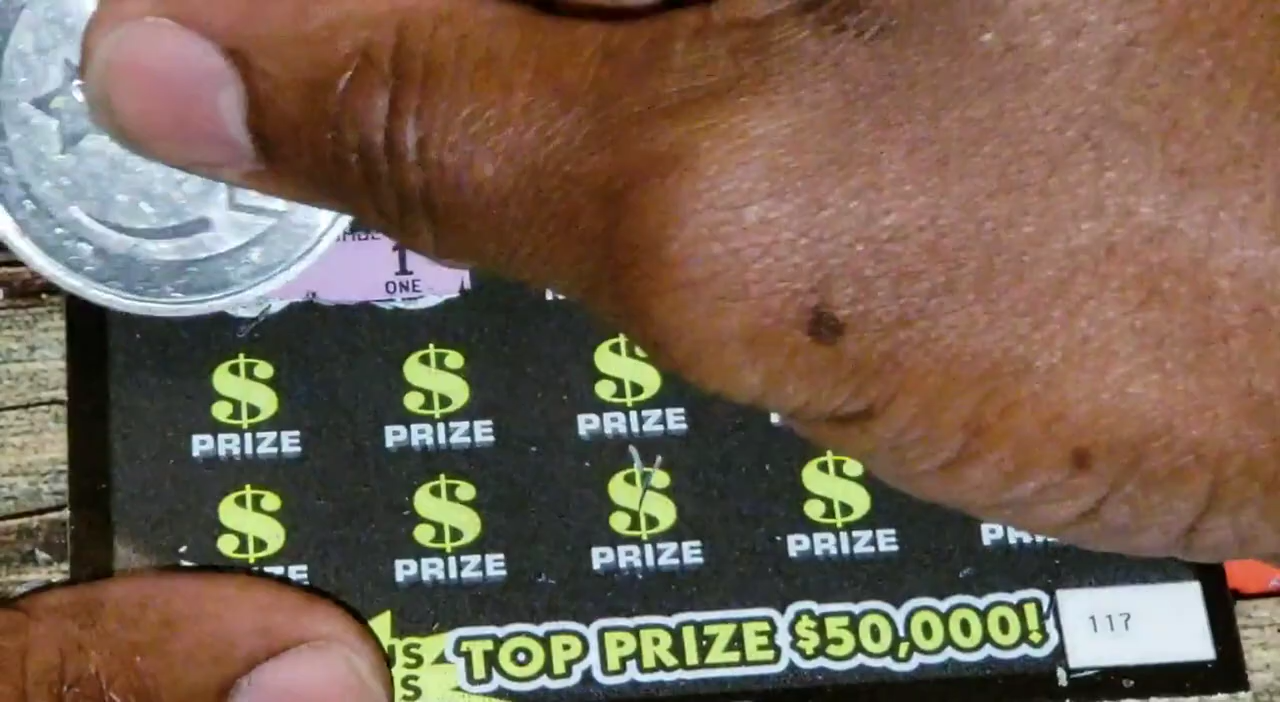 1
ONE
$ $ $
PRIZE PRIZE PRIZE
$ $ $ $
PRIZE PRIZE PRIZE
TOP PRIZE $50,000!
117